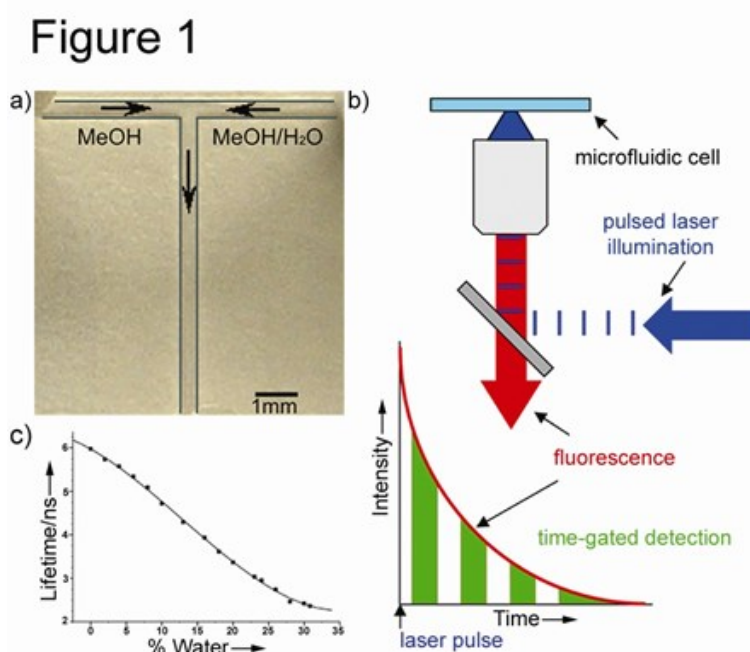 Figure 1
a)
MeOH
MeOH/H₂O
1mm
b)
microfluidic cell
pulsed laser
illumination
fluorescence
time-gated detection
Intensity
Time
laser pulse
c)
Lifetime/ns
6
5
4
3
2
0 5 10 15 20 25 30 35
% Water